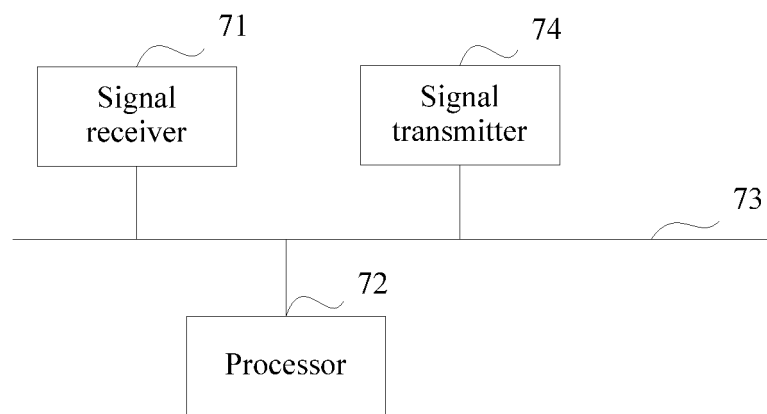 71
74
Signal
receiver
Signal
transmitter
73
72
Processor